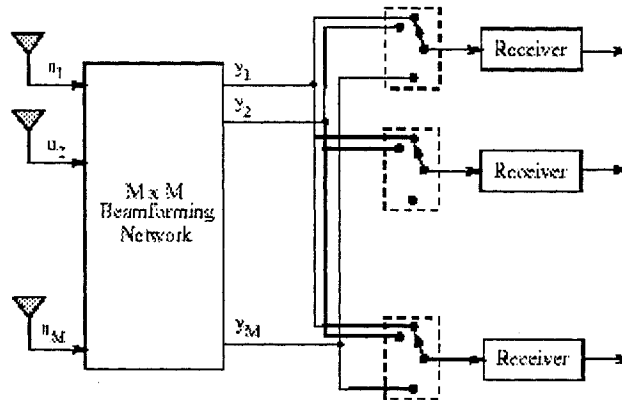 u1
y1
Receiver
y2
u2
Receiver
M x M
Beamforming
Network
uM
yM
Receiver